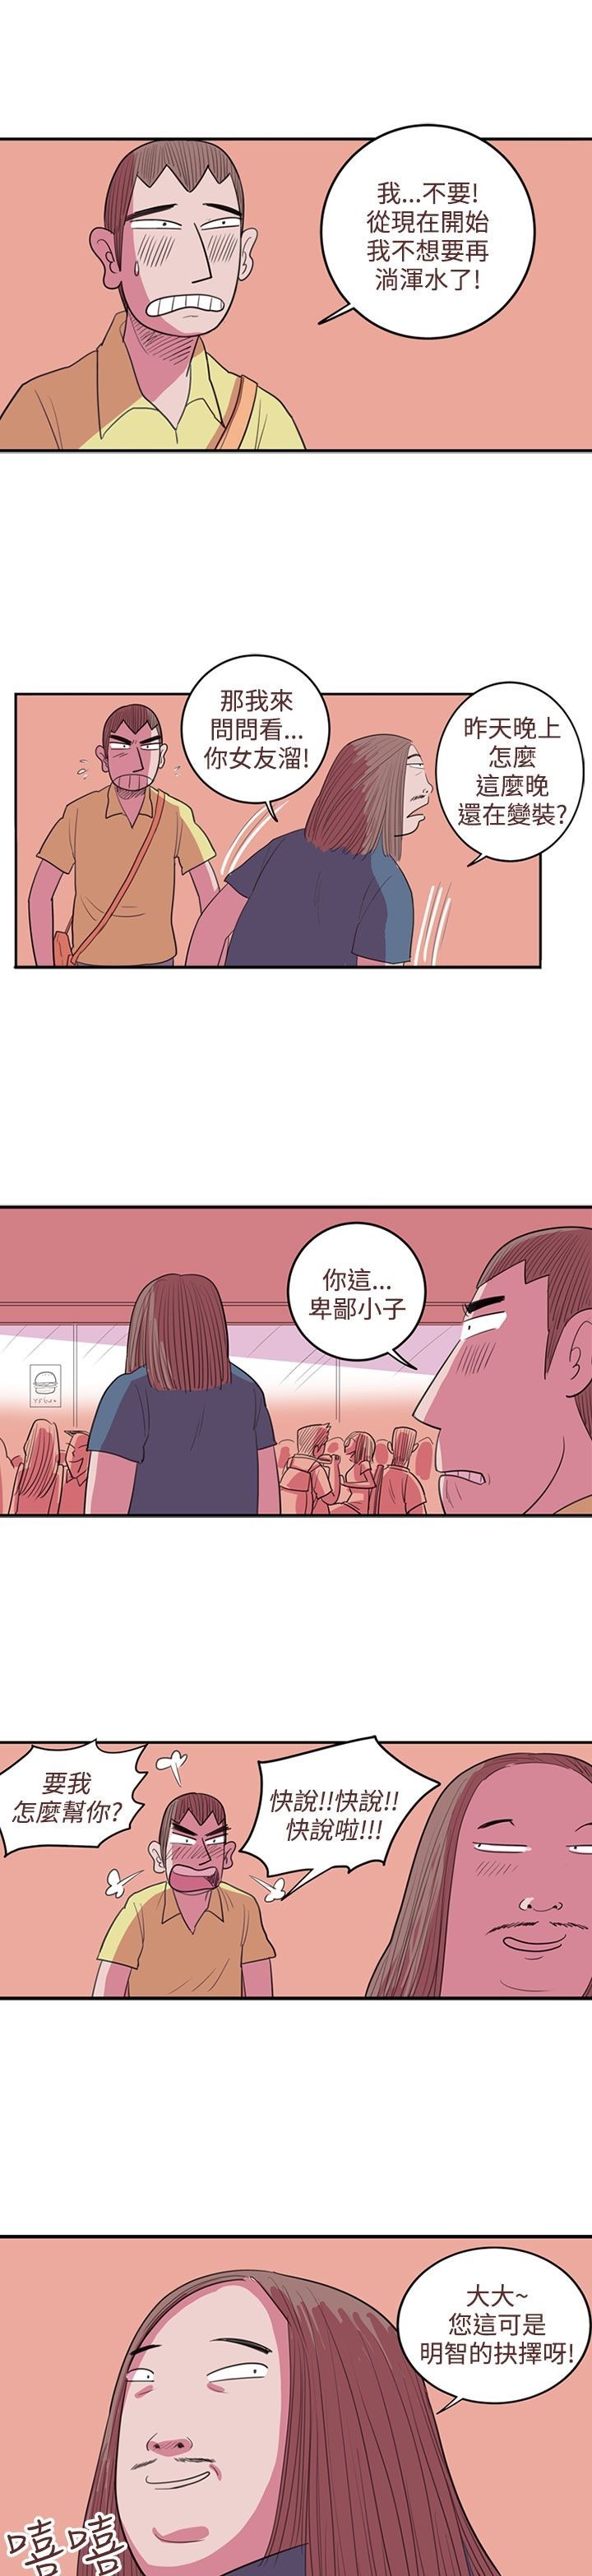 我...不要!
從現在開始
我不想要再
淌渾水了!
那我來
問問看...
你女友溜!
昨天晚上
怎麼
這麼晚
還在變裝?
你這...
卑鄙小子
要我
怎麼幫你?
快說!!快說!!
快說啦!!!
大大~
您這可是
明智的抉擇呀!
嘻嘻